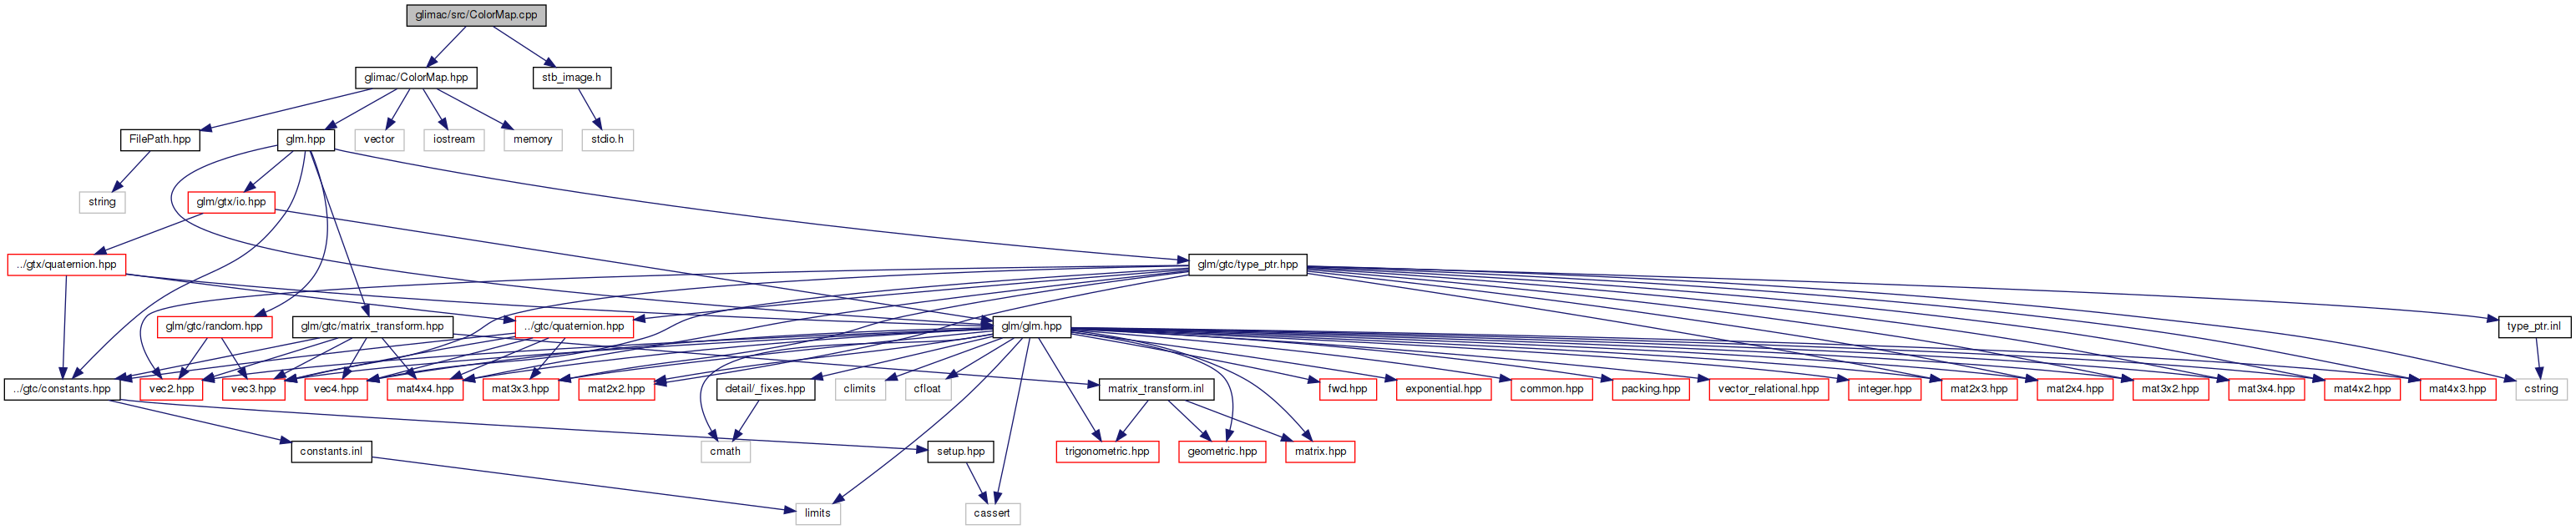 glimac/src/ColorMap.cpp
glimac/ColorMap.hpp
stb_image.h
FilePath.hpp
glm.hpp
vector
iostream
memory
stdio.h
string
glm/gtx/io.hpp
../gtx/quaternion.hpp
glm/gtc/type_ptr.hpp
glm/gtc/random.hpp
glm/gtc/matrix_transform.hpp
../gtc/quaternion.hpp
glm/glm.hpp
type_ptr.inl
../gtc/constants.hpp
vec2.hpp
vec3.hpp
vec4.hpp
mat4x4.hpp
mat3x3.hpp
mat2x2.hpp
detail/_fixes.hpp
climits
cfloat
matrix_transform.inl
fwd.hpp
exponential.hpp
common.hpp
packing.hpp
vector_relational.hpp
integer.hpp
mat2x3.hpp
mat2x4.hpp
mat3x2.hpp
mat3x4.hpp
mat4x2.hpp
mat4x3.hpp
cstring
constants.inl
cmath
setup.hpp
trigonometric.hpp
geometric.hpp
matrix.hpp
limits
cassert